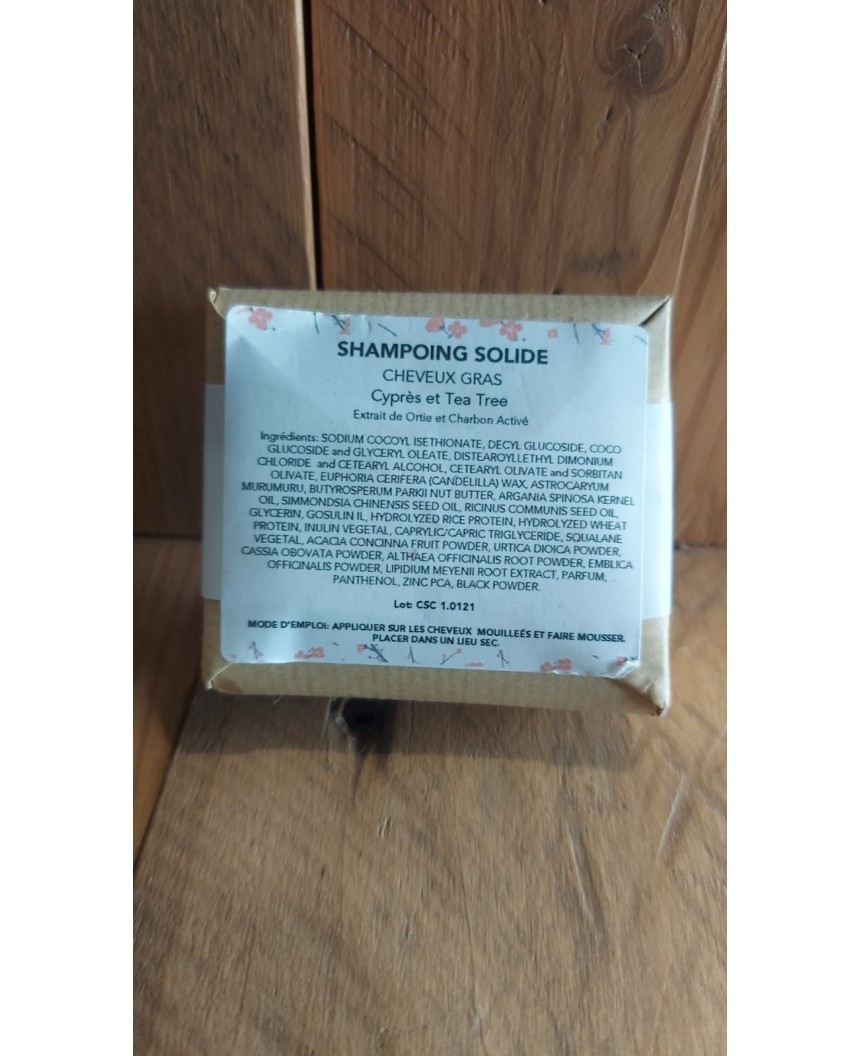 SHAMPOING SOLIDE
CHEVEUX GRAS
Cyprès et Tea Tree
Extrait de Ortie et Charbon Activé
Ingrédients: SODIUM COCOYL ISETHIONATE, DECYL GLUCOSIDE, COCO
GLUCOSIDE and GLYCERYL OLEATE, DISTEAROYLLETHYL DIMONIUM
CHLORIDE and CETEARYL ALCOHOL, CETEARYL OLIVATE and SORBITAN
OLIVATE, EUPHORIA CERIFERA (CANDELILLA) WAX, ASTROCARYUM
MURUMURU, BUTYROSPERUM PARKII NUT BUTTER, ARGANIA SPINOSA KERNEL
OIL, SIMMONDSIA CHINENSIS SEED OIL, RICINUS COMMUNIS SEED OIL,
GLYCERIN, GOSULIN IL, HYDROLYZED RICE PROTEIN, HYDROLYZED WHEAT
PROTEIN, INULIN VEGETAL, CAPRYLIC/CAPRIC TRIGLYCERIDE, SQUALANE
VEGETAL, ACACIA CONCINNA FRUIT POWDER, URTICA DIOICA POWDER,
CASSIA OBOVATA POWDER, ALTHAEA OFFICINALIS ROOT POWDER, EMBLICA
OFFICINALIS POWDER, LIPIDIUM MEYENII ROOT EXTRACT, PARFUM,
PANTHENOL, ZINC PCA, BLACK POWDER.
Lot: CSC 1.0121
MODE D'EMPLOI: APPLIQUER SUR LES CHEVEUX MOUILLEÉS ET FAIRE MOUSSER.
PLACER DANS UN LIEU SEC.